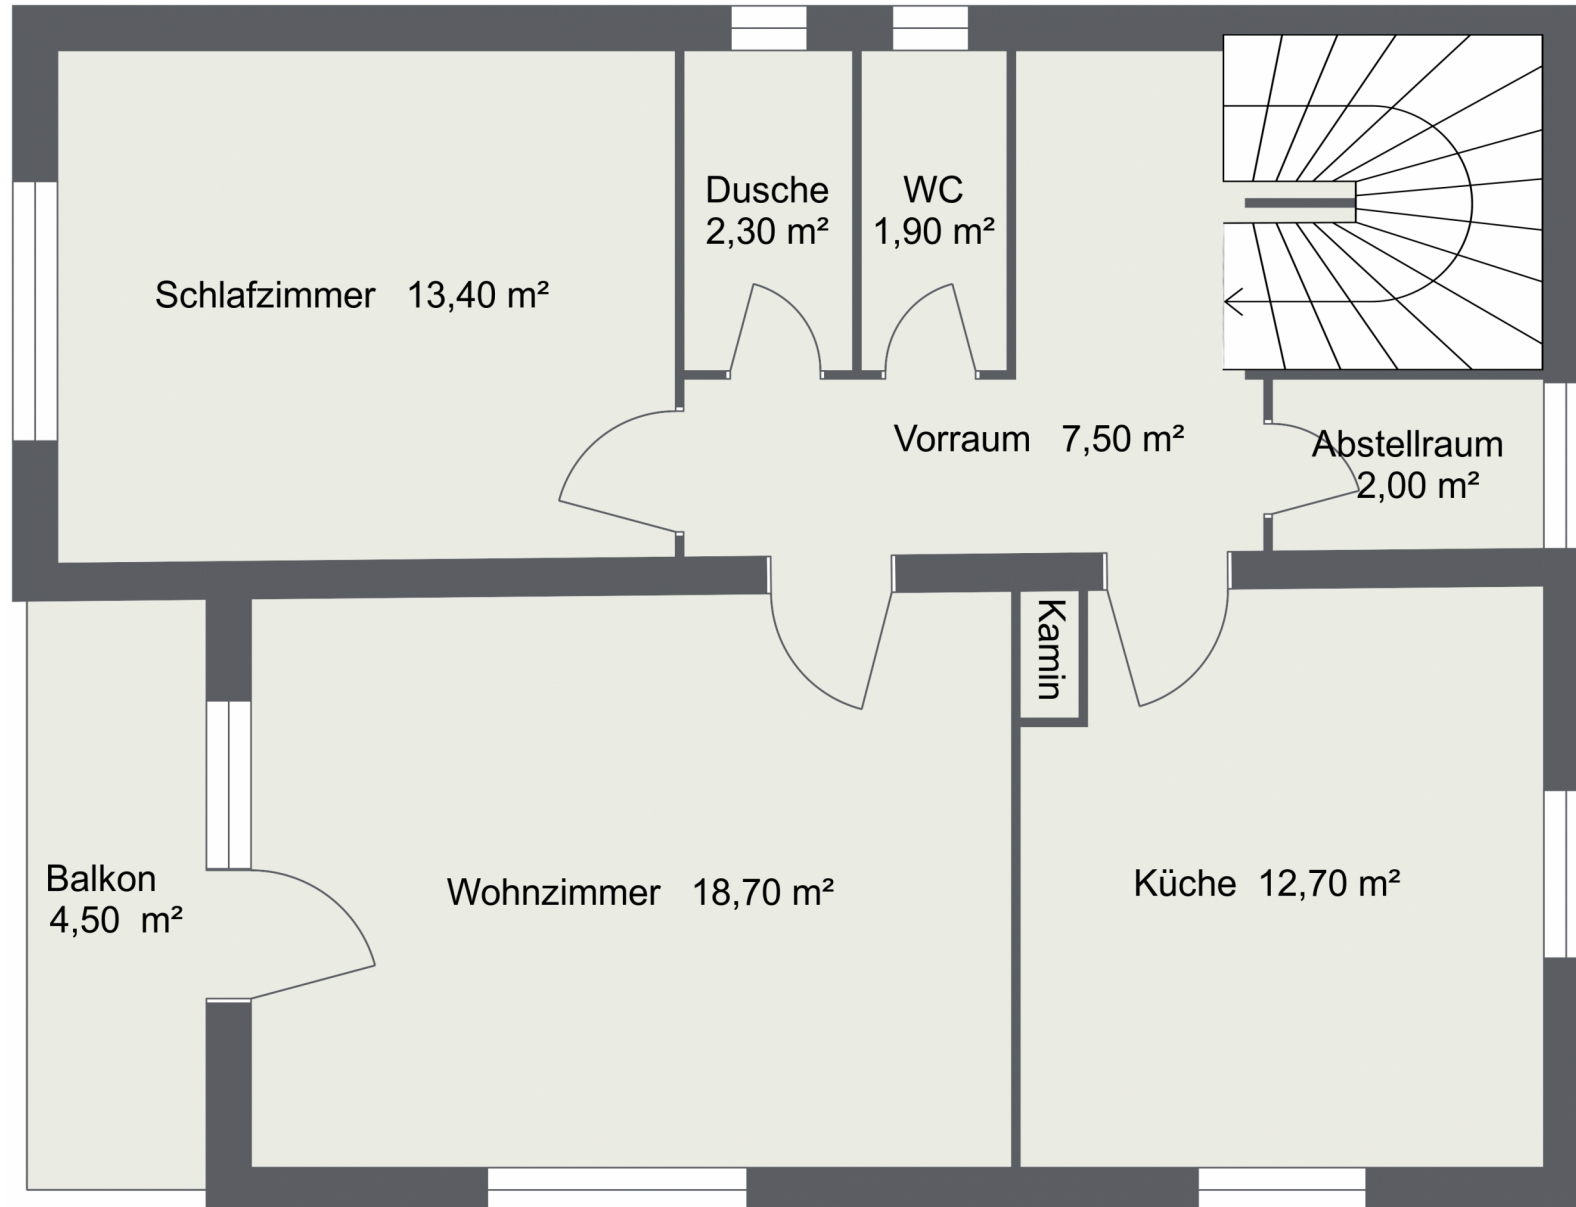 Dusche
2,30 m²
WC
1,90 m²
Schlafzimmer 13,40 m²
Vorraum 7,50 m²
Abstellraum
2,00 m²
Kamin
Balkon
4,50 m²
Wohnzimmer 18,70 m²
Küche 12,70 m²